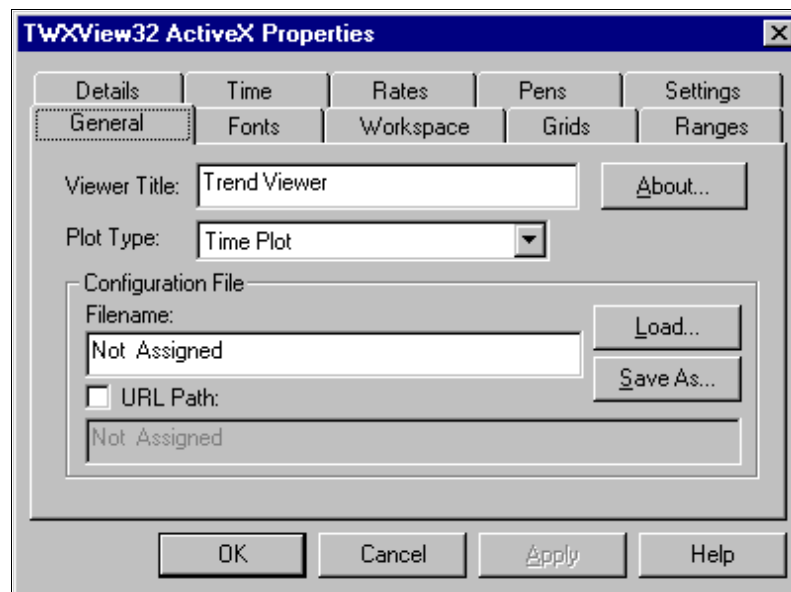 TWXView32 ActiveX Properties
Details Time Rates Pens Settings
General Fonts Workspace Grids Ranges
Viewer Title: Trend Viewer About...
Plot Type: Time Plot
Configuration File
Filename:
Not Assigned Load...
Save As...
URL Path:
Not Assigned
OK Cancel Apply Help